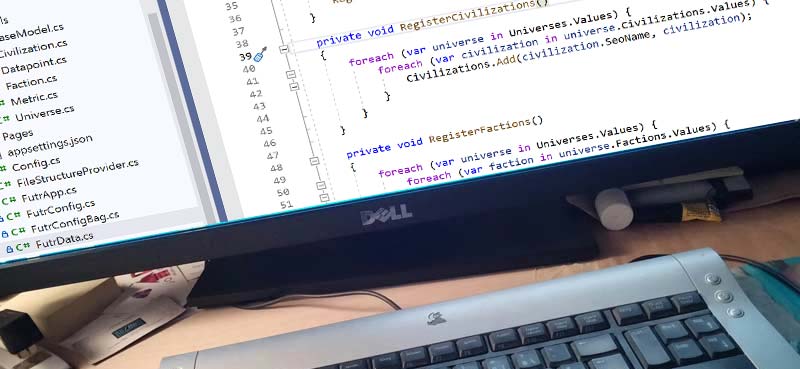 ls
aseModel.cs
Civilization.cs
Datapoint.cs
Faction.cs
C# Metric.cs
C# Universe.cs
Pages
appsettings.json
C# Config.cs
C# FileStructureProvider.cs
C# FutrApp.cs
C# FutrConfig.cs
C# FutrConfigBag.cs
C# FutrData.cs
35
36
37
38
39
40
41
42
43
44
45
46
47
48
49
50
51
}
private void RegisterCivilizations()
{
foreach (var universe in Universes.Values) {
foreach (var civilization in universe.Civilizations.Values) {
Civilizations.Add(civilization.SeoName, civilization);
}
}
}
private void RegisterFactions()
{
foreach (var universe in Universes.Values) {
foreach (var faction in universe.Factions.Values) {
DELL